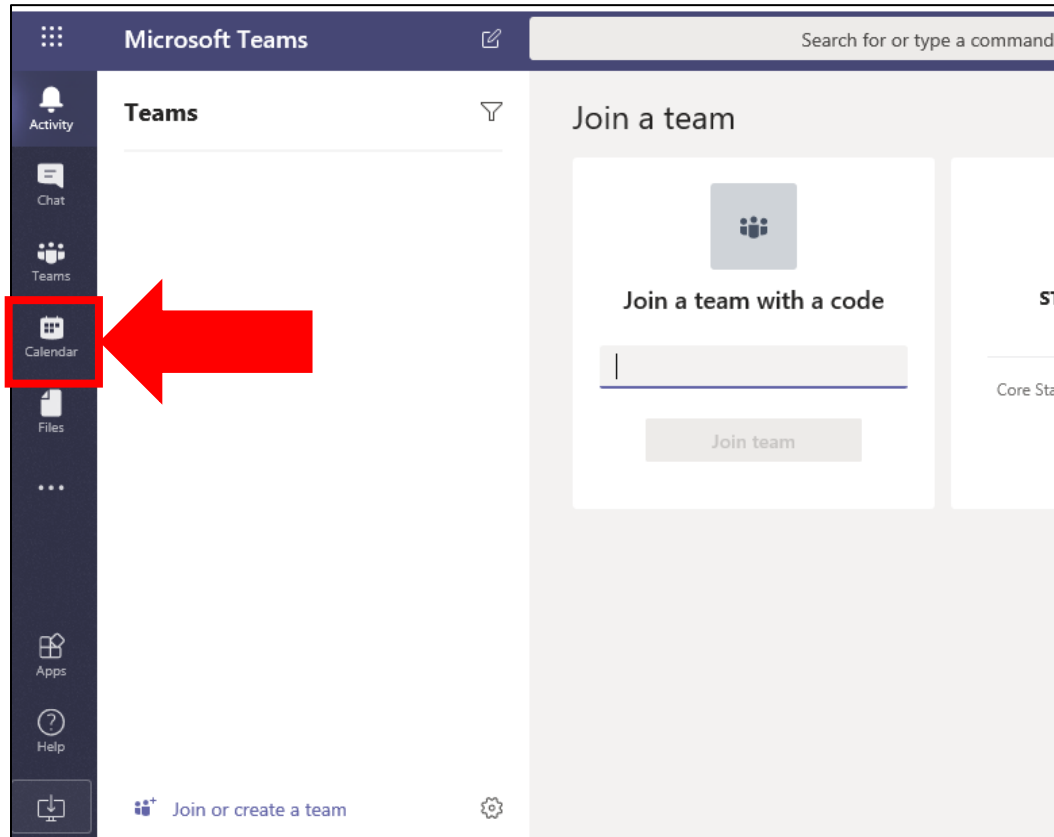 Microsoft Teams
Search for or type a command
Activity
Chat
Teams
Calendar
Files
Apps
Help
Teams
Join or create a team
Join a team
Join a team with a code
Join team
ST
Core Sta